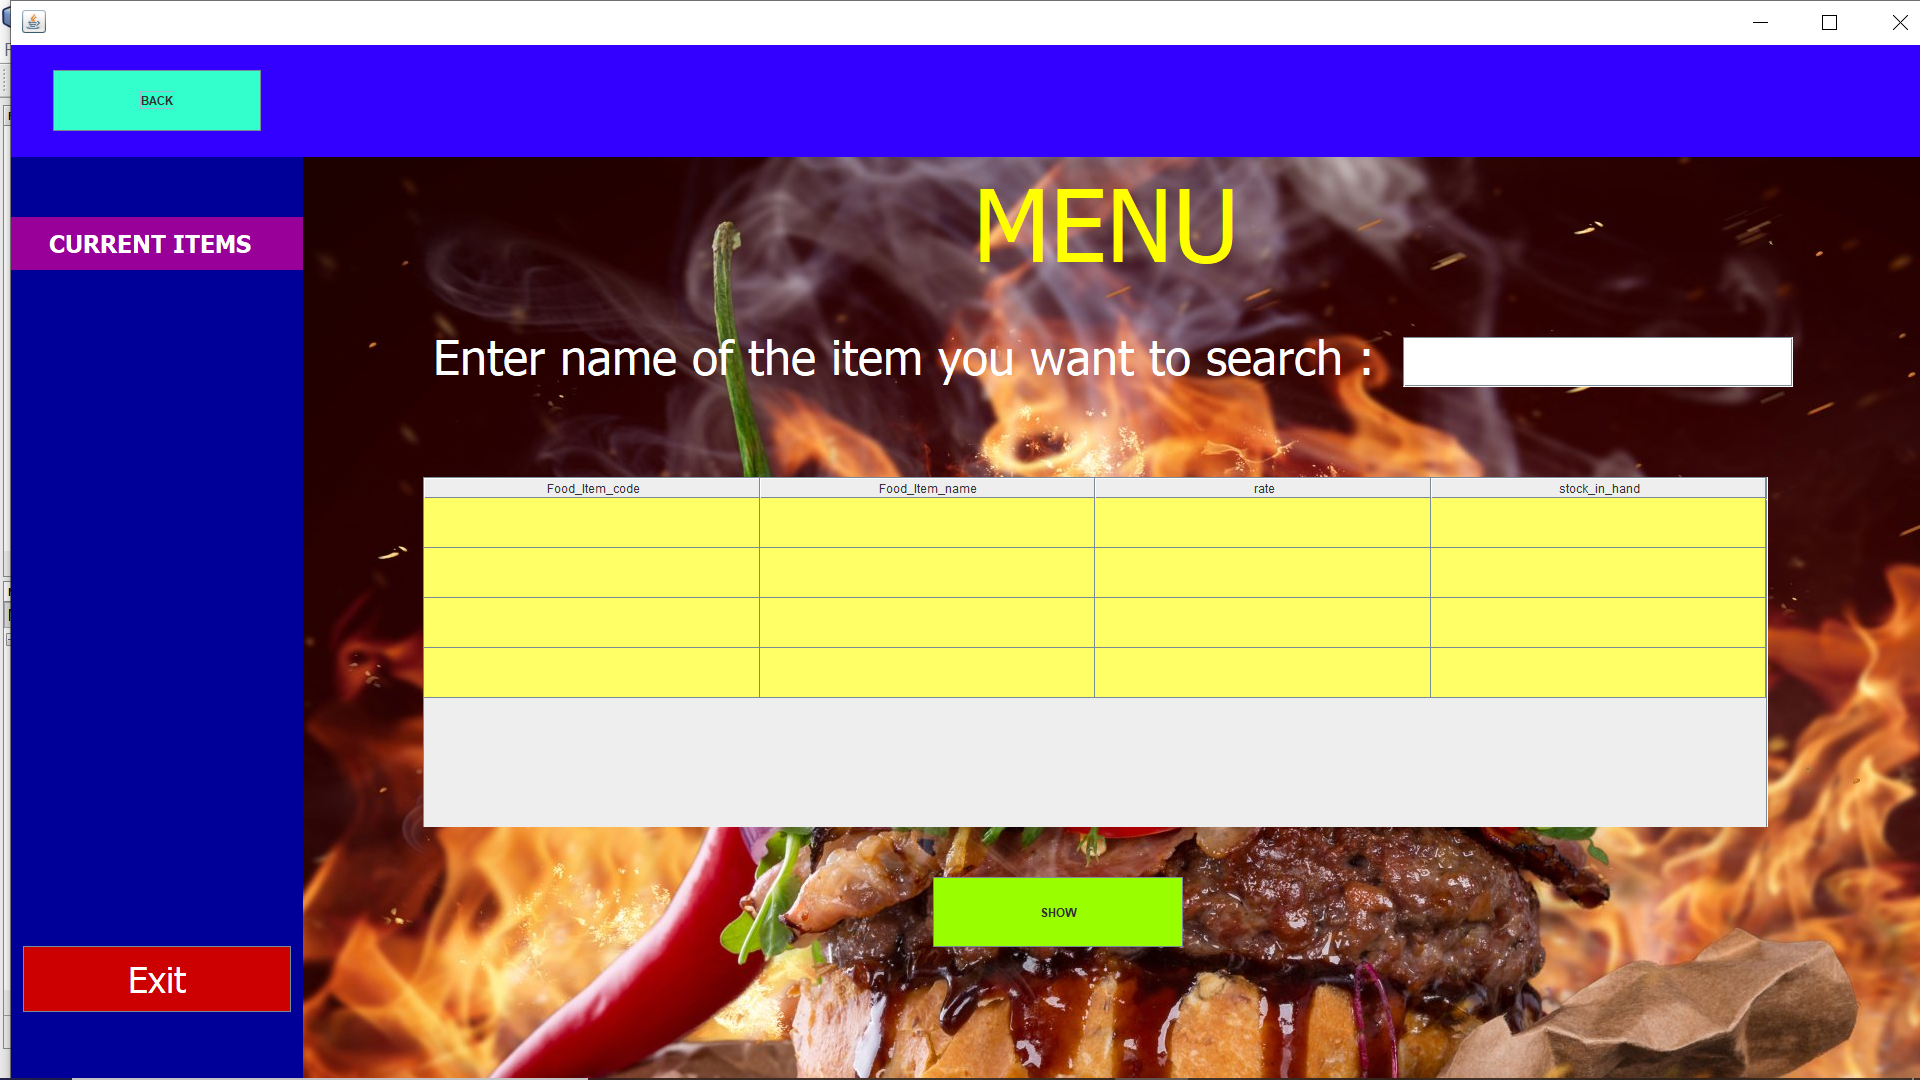 BACK
CURRENT ITEMS
MENU
Enter name of the item you want to search :
Food_Item_code Food_Item_name rate stock_in_hand
SHOW
Exit